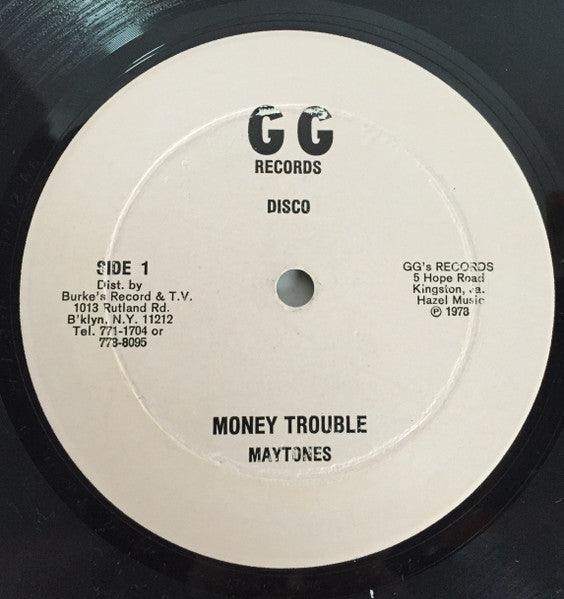 GG
RECORDS
DISCO
SIDE 1
Dist. by
Burke's Record & T.V.
1013 Rutland Rd.
B'klyn, N.Y. 11212
Tel. 771-1704 or
773-8095
GG's RECORDS
5 Hope Road
Kingston, Ja.
Hazel Music
℗ 1978
MONEY TROUBLE
MAYTONES